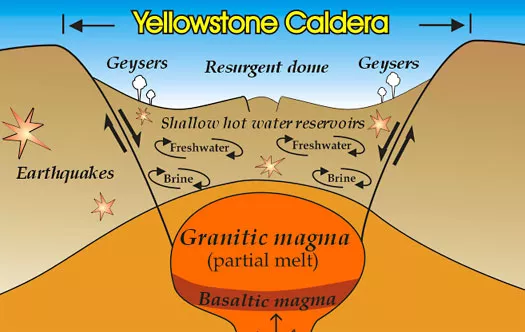 Yellowstone Caldera
Geysers
Resurgent dome
Geysers
Shallow hot water reservoirs
Freshwater
Freshwater
Earthquakes
Brine
Brine
Granitic magma
(partial melt)
Basaltic magma